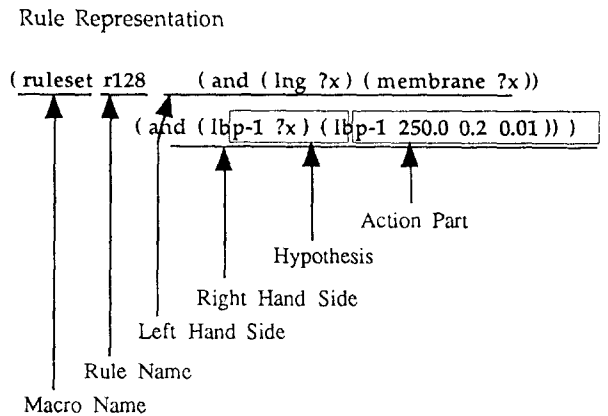 Rule Representation
( ruleset r128 ( and ( lng ?x ) ( membrane ?x ))
( and ( lbp-1 ?x ) ( lbp-1 250.0 0.2 0.01 )) )
Action Part
Hypothesis
Right Hand Side
Left Hand Side
Rule Name
Macro Name